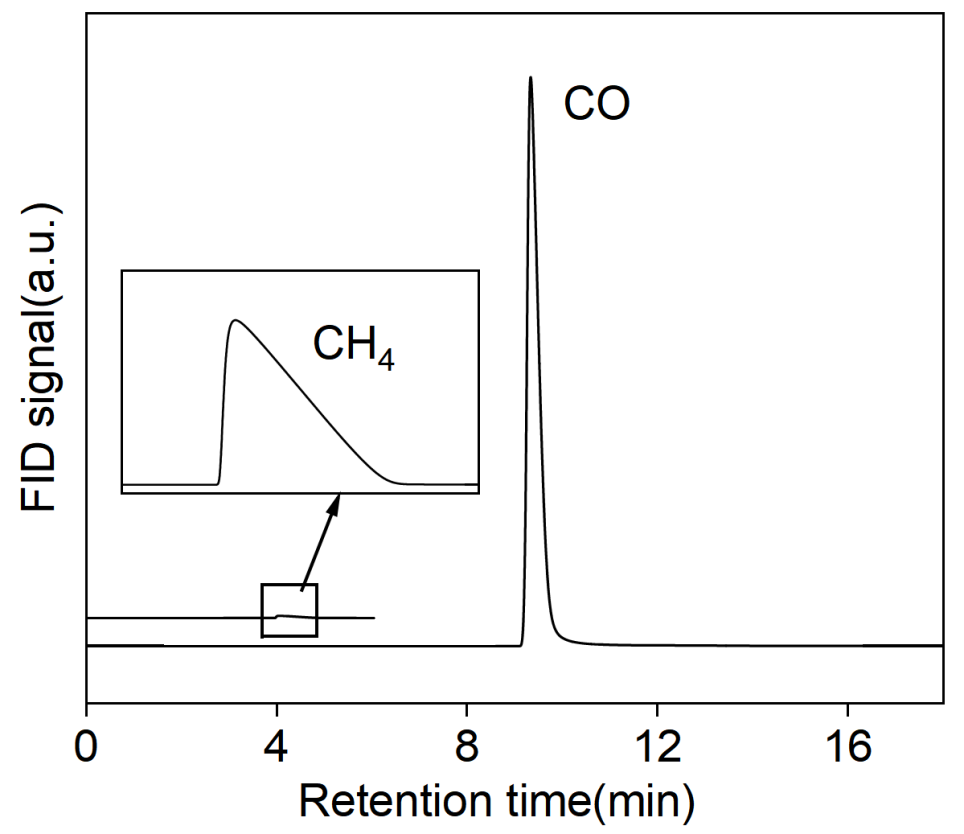 CO
CH₄
FID signal(a.u.)
0 4 8 12 16
Retention time(min)